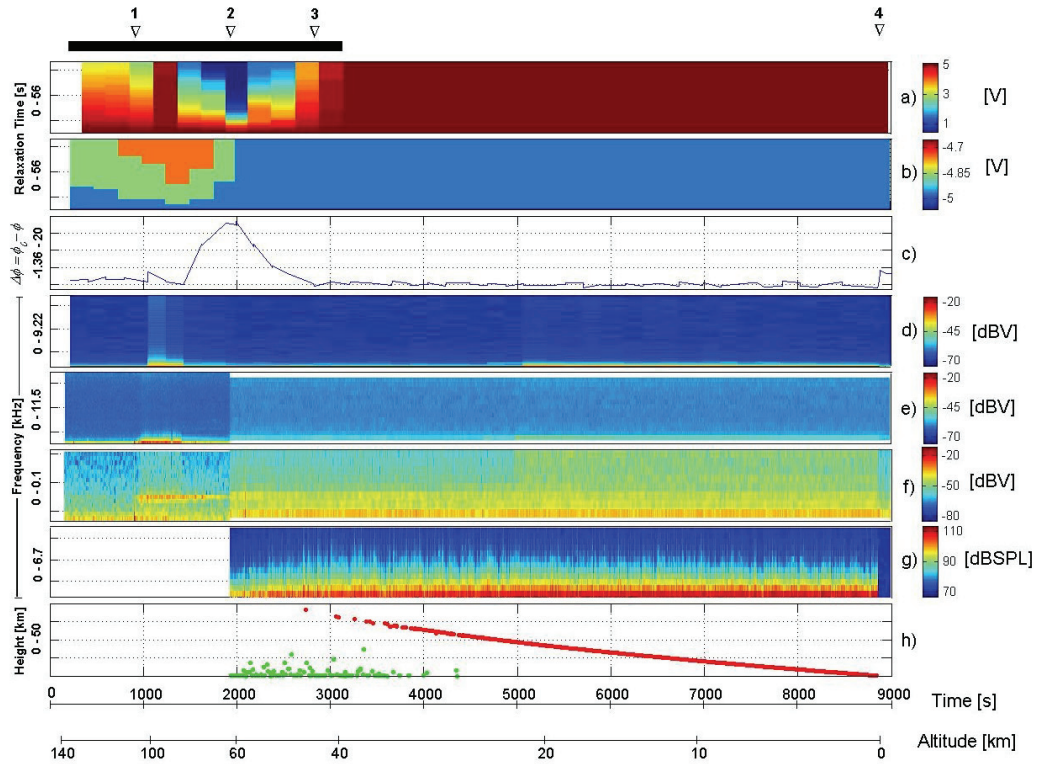 1 2 3 4
Relaxation Time [s]
0 - 56
a)
5
3
1
[V]
0 -56
b)
-4.7
-4.85
-5
[V]
Δϕ = ϕc - ϕ
-1.36 - 20
c)
Frequency [kHz]
0 -9.22
d)
-20
-45
-70
[dBV]
0 -11.5
e)
-20
-45
-70
[dBV]
0 -0.1
f)
-20
-50
-80
[dBV]
0 -6.7
g)
110
90
70
[dBSPL]
Height [km]
0 -50
h)
0 1000 2000 3000 4000 5000 6000 7000 8000 9000
Time [s]
140 100 60 40 20 10 0
Altitude [km]